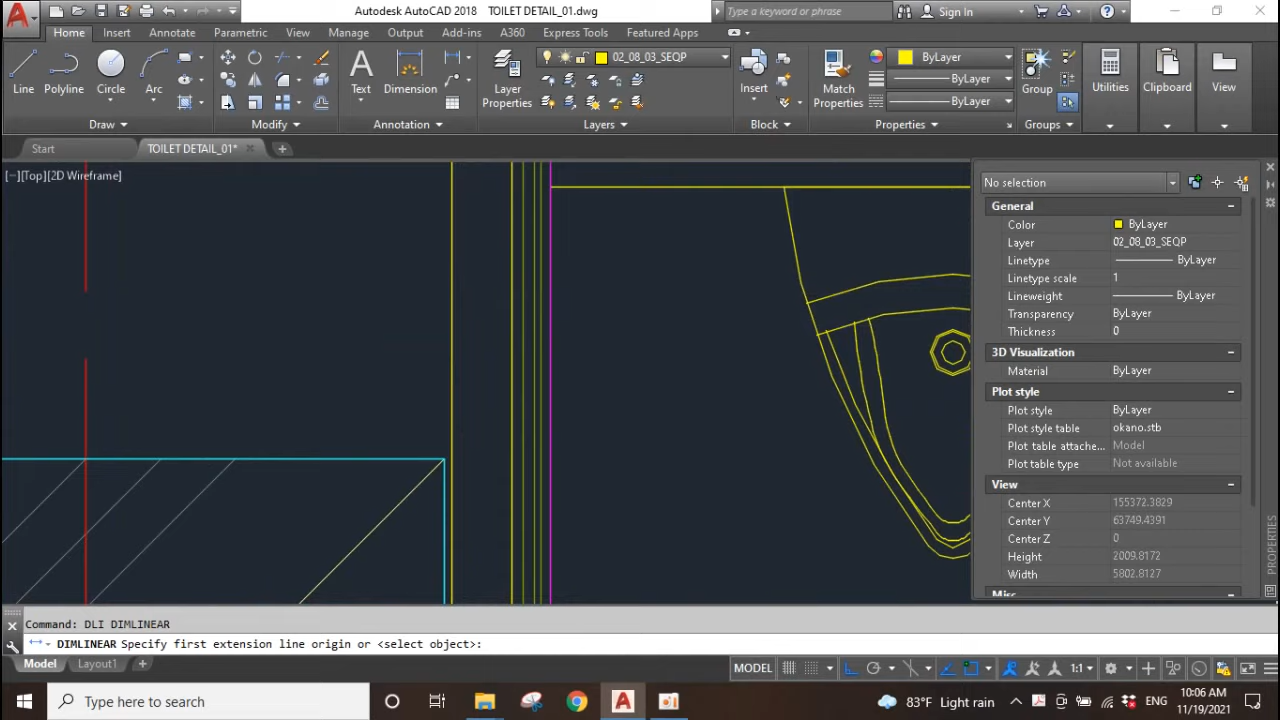 Autodesk AutoCAD 2018 TOILET DETAIL_01.dwg
Type a keyword or phrase
Sign In
Home Insert Annotate Parametric View Manage Output Add-ins A360 Express Tools Featured Apps
02_08_03_SEQP
ByLayer
ByLayer
ByLayer
Line Polyline Circle Arc
Text Dimension
Layer Properties
Insert
Match Properties
Group
Utilities
Clipboard
View
Draw Modify Annotation Layers Block Properties Groups
Start
TOILET DETAIL_01*
[−][Top][2D Wireframe]
No selection
General
Color ByLayer
Layer 02_08_03_SEQP
Linetype ByLayer
Linetype scale 1
Lineweight ByLayer
Transparency ByLayer
Thickness 0
3D Visualization
Material ByLayer
Plot style
Plot style ByLayer
Plot style table okano.stb
Plot table attache... Model
Plot table type Not available
View
Center X 155372.3829
Center Y 63749.4391
Center Z 0
Height 2009.8172
Width 5802.8127
Misc
PROPERTIES
Command: DLI DIMLINEAR
DIMLINEAR Specify first extension line origin or <select object>:
Model Layout1
MODEL 1:1
Type here to search
83°F Light rain
ENG
10:06 AM
11/19/2021